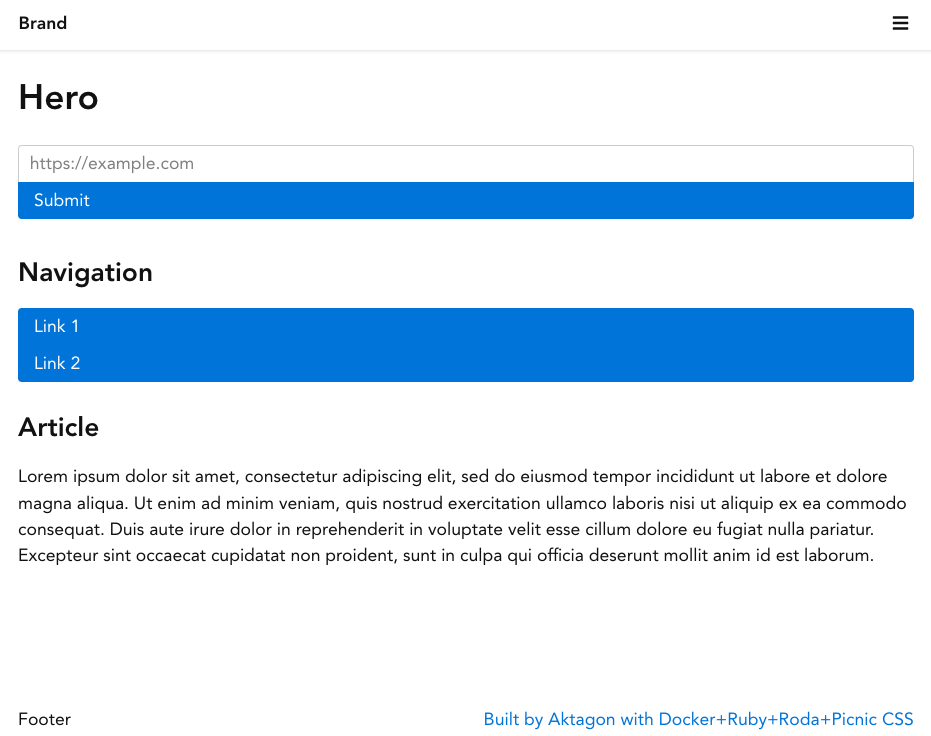 Brand
Hero
https://example.com
Submit
Navigation
Link 1
Link 2
Article
Lorem ipsum dolor sit amet, consectetur adipiscing elit, sed do eiusmod tempor incididunt ut labore et dolore
magna aliqua. Ut enim ad minim veniam, quis nostrud exercitation ullamco laboris nisi ut aliquip ex ea commodo
consequat. Duis aute irure dolor in reprehenderit in voluptate velit esse cillum dolore eu fugiat nulla pariatur.
Excepteur sint occaecat cupidatat non proident, sunt in culpa qui officia deserunt mollit anim id est laborum.
Footer
Built by Aktagon with Docker+Ruby+Roda+Picnic CSS